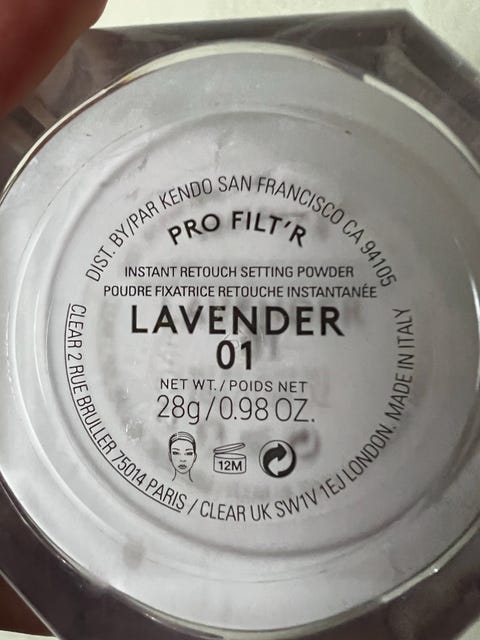 DIST. BY/PAR KENDO SAN FRANCISCO CA 94105
PRO FILT'R
INSTANT RETOUCH SETTING POWDER
POUDRE FIXATRICE RETOUCHE INSTANTANÉE
LAVENDER
01
NET WT./POIDS NET
28g/0.98 OZ.
12M
CLEAR 2 RUE BRULLER 75014 PARIS / CLEAR UK SW1V 1EJ LONDON. MADE IN ITALY